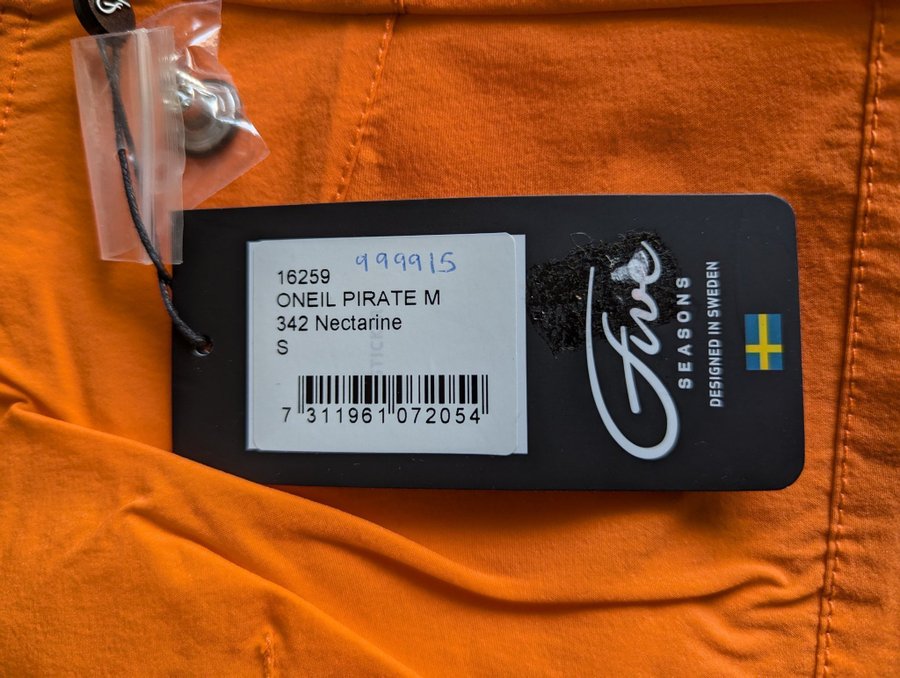 999915
16259
ONEIL PIRATE M
342 Nectarine
S
7 311961 072054
Five
SEASONS
DESIGNED IN SWEDEN